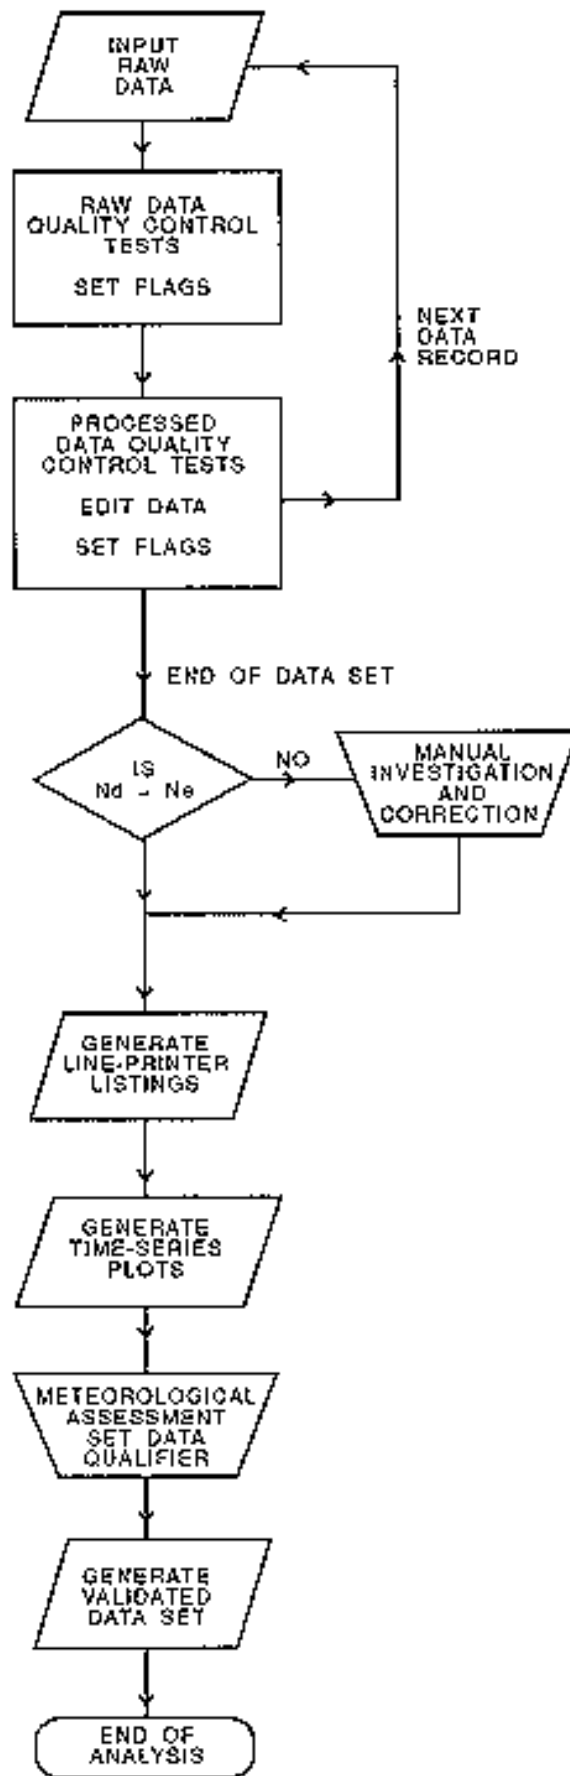 INPUT
RAW
DATA
RAW DATA
QUALITY CONTROL
TESTS
SET FLAGS
NEXT
DATA
RECORD
PROCESSED
DATA QUALITY
CONTROL TESTS
EDIT DATA
SET FLAGS
END OF DATA SET
IS
Nd - Ne
NO
MANUAL
INVESTIGATION
AND
CORRECTION
GENERATE
LINE-PRINTER
LISTINGS
GENERATE
TIME-SERIES
PLOTS
METEOROLOGICAL
ASSESSMENT
SET DATA
QUALIFIER
GENERATE
VALIDATED
DATA SET
END OF
ANALYSIS